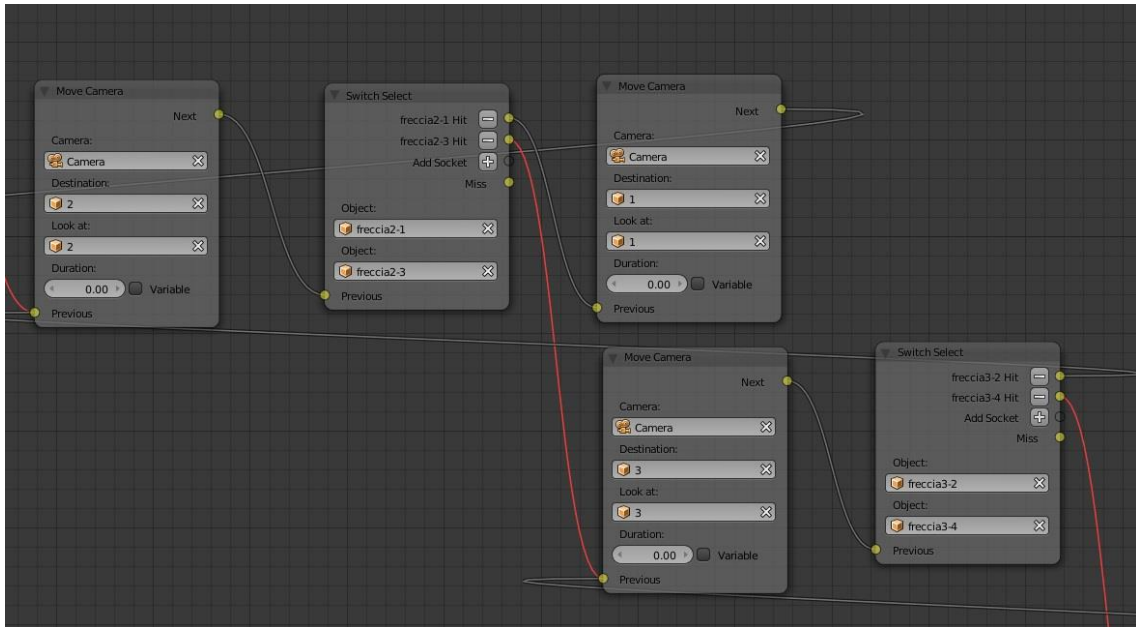 Move Camera
Next
Camera:
Camera
Destination:
2
Look at:
2
Duration:
0.00 Variable
Previous
Switch Select
freccia2-1 Hit
freccia2-3 Hit
Add Socket
Miss
Object:
freccia2-1
Object:
freccia2-3
Previous
Move Camera
Next
Camera:
Camera
Destination:
1
Look at:
1
Duration:
0.00 Variable
Previous
Move Camera
Next
Camera:
Camera
Destination:
3
Look at:
3
Duration:
0.00 Variable
Previous
Switch Select
freccia3-2 Hit
freccia3-4 Hit
Add Socket
Miss
Object:
freccia3-2
Object:
freccia3-4
Previous